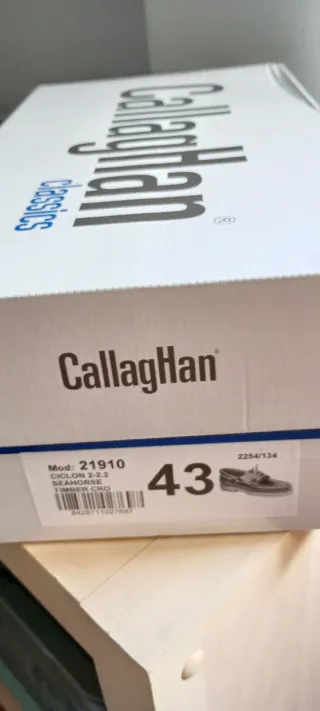 CallagHan®
classics
CallagHan®
Mod: 21910
CICLON 2-2.2
SEAHORSE
TIMBER CRO
43
2254/134